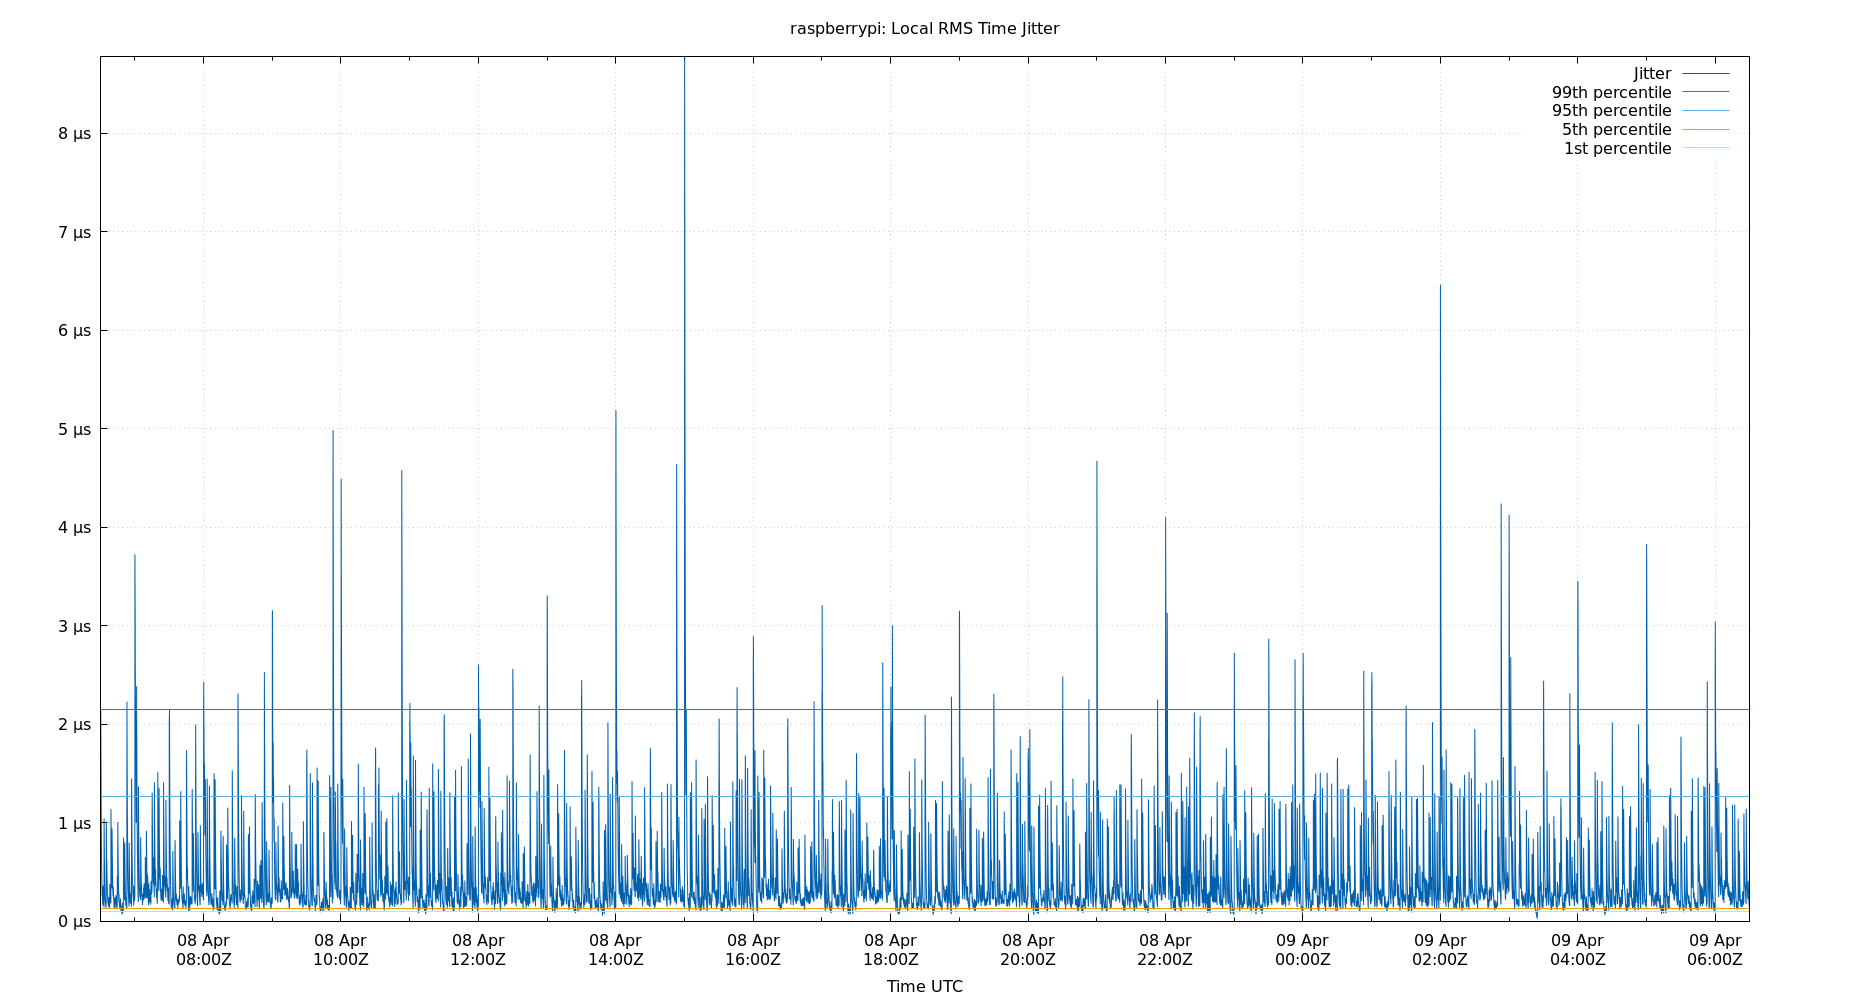 raspberrypi: Local RMS Time Jitter
Jitter
99th percentile
95th percentile
5th percentile
1st percentile
8 µs
7 µs
6 µs
5 µs
4 µs
3 µs
2 µs
1 µs
0 µs
08 Apr 08 Apr 08 Apr 08 Apr 08 Apr 08 Apr 08 Apr 08 Apr 09 Apr 09 Apr 09 Apr 09 Apr
08:00Z 10:00Z 12:00Z 14:00Z 16:00Z 18:00Z 20:00Z 22:00Z 00:00Z 02:00Z 04:00Z 06:00Z
Time UTC